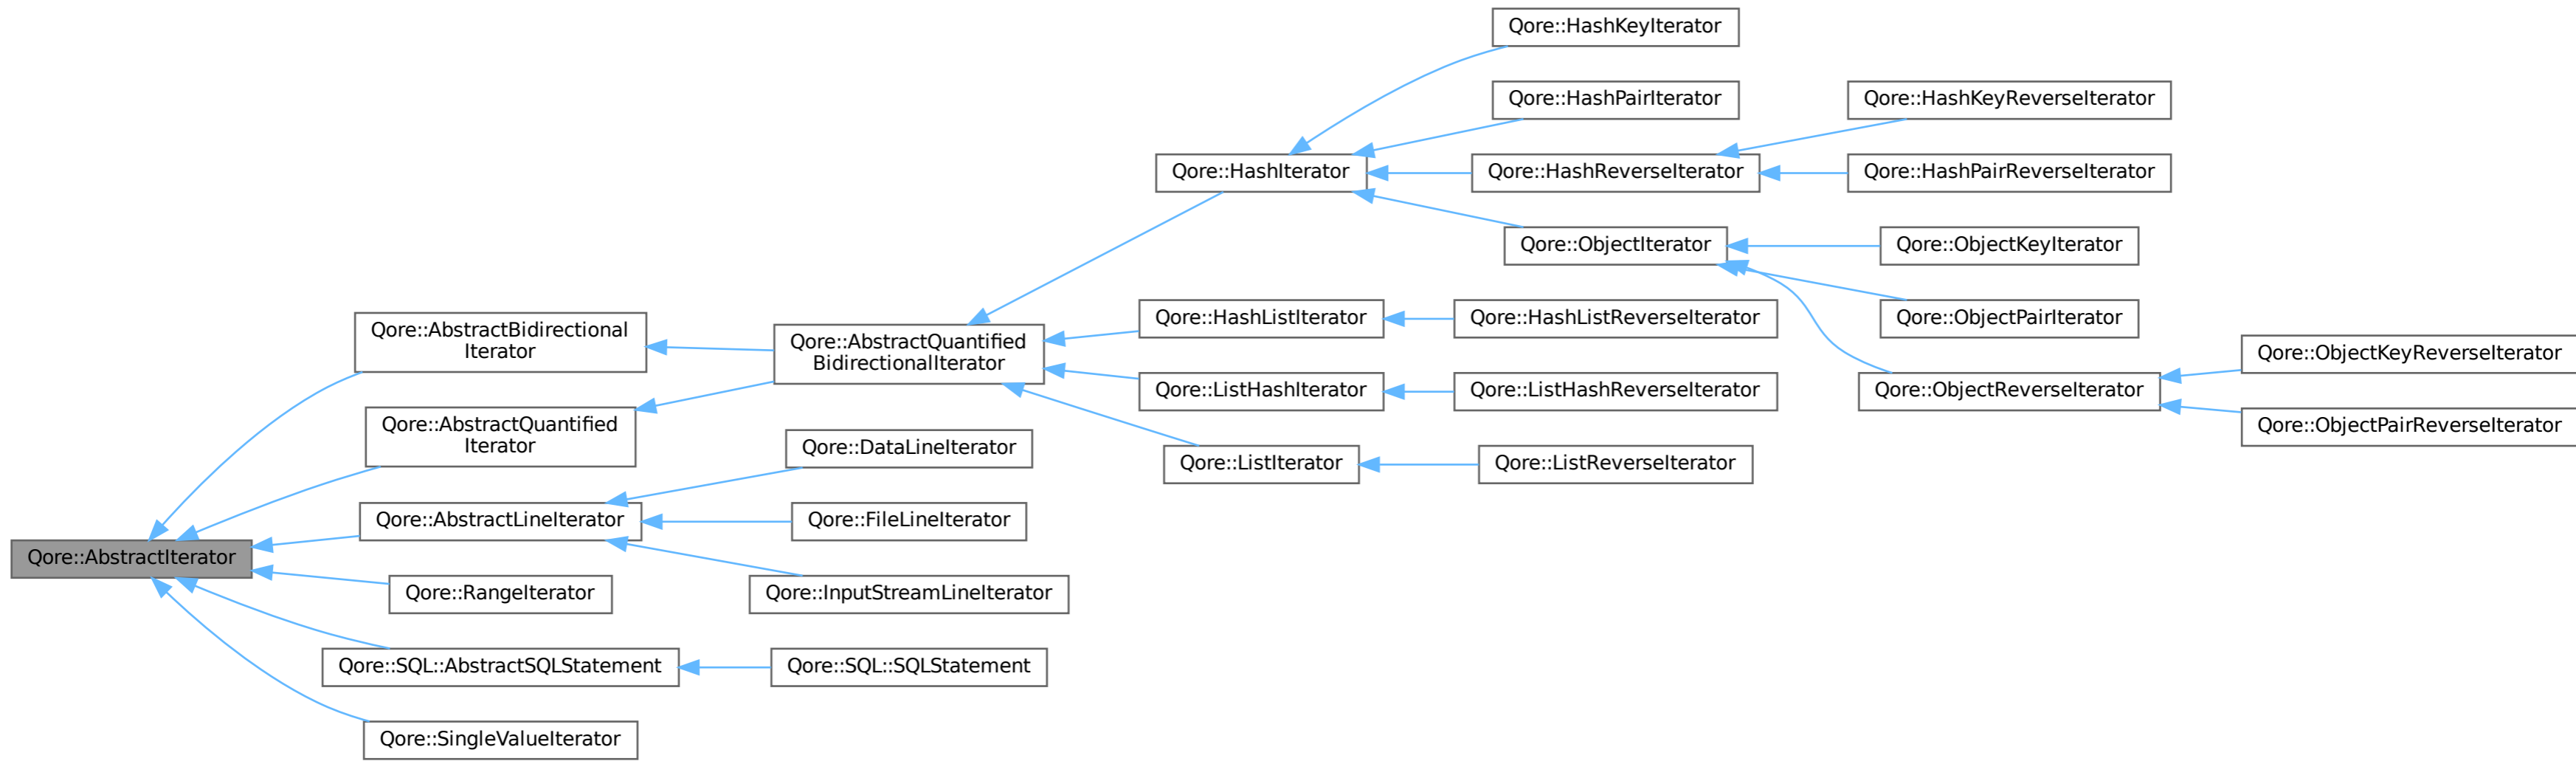 Qore::HashKeyIterator
Qore::HashPairIterator
Qore::HashKeyReverseIterator
Qore::HashIterator
Qore::HashReverseIterator
Qore::HashPairReverseIterator
Qore::ObjectIterator
Qore::ObjectKeyIterator
Qore::HashListIterator
Qore::HashListReverseIterator
Qore::ObjectPairIterator
Qore::AbstractBidirectional
Iterator
Qore::AbstractQuantified
BidirectionalIterator
Qore::ObjectKeyReverseIterator
Qore::ListHashIterator
Qore::ListHashReverseIterator
Qore::ObjectReverseIterator
Qore::ObjectPairReverseIterator
Qore::AbstractQuantified
Iterator
Qore::DataLineIterator
Qore::ListIterator
Qore::ListReverseIterator
Qore::AbstractLineIterator
Qore::FileLineIterator
Qore::AbstractIterator
Qore::RangeIterator
Qore::InputStreamLineIterator
Qore::SQL::AbstractSQLStatement
Qore::SQL::SQLStatement
Qore::SingleValueIterator